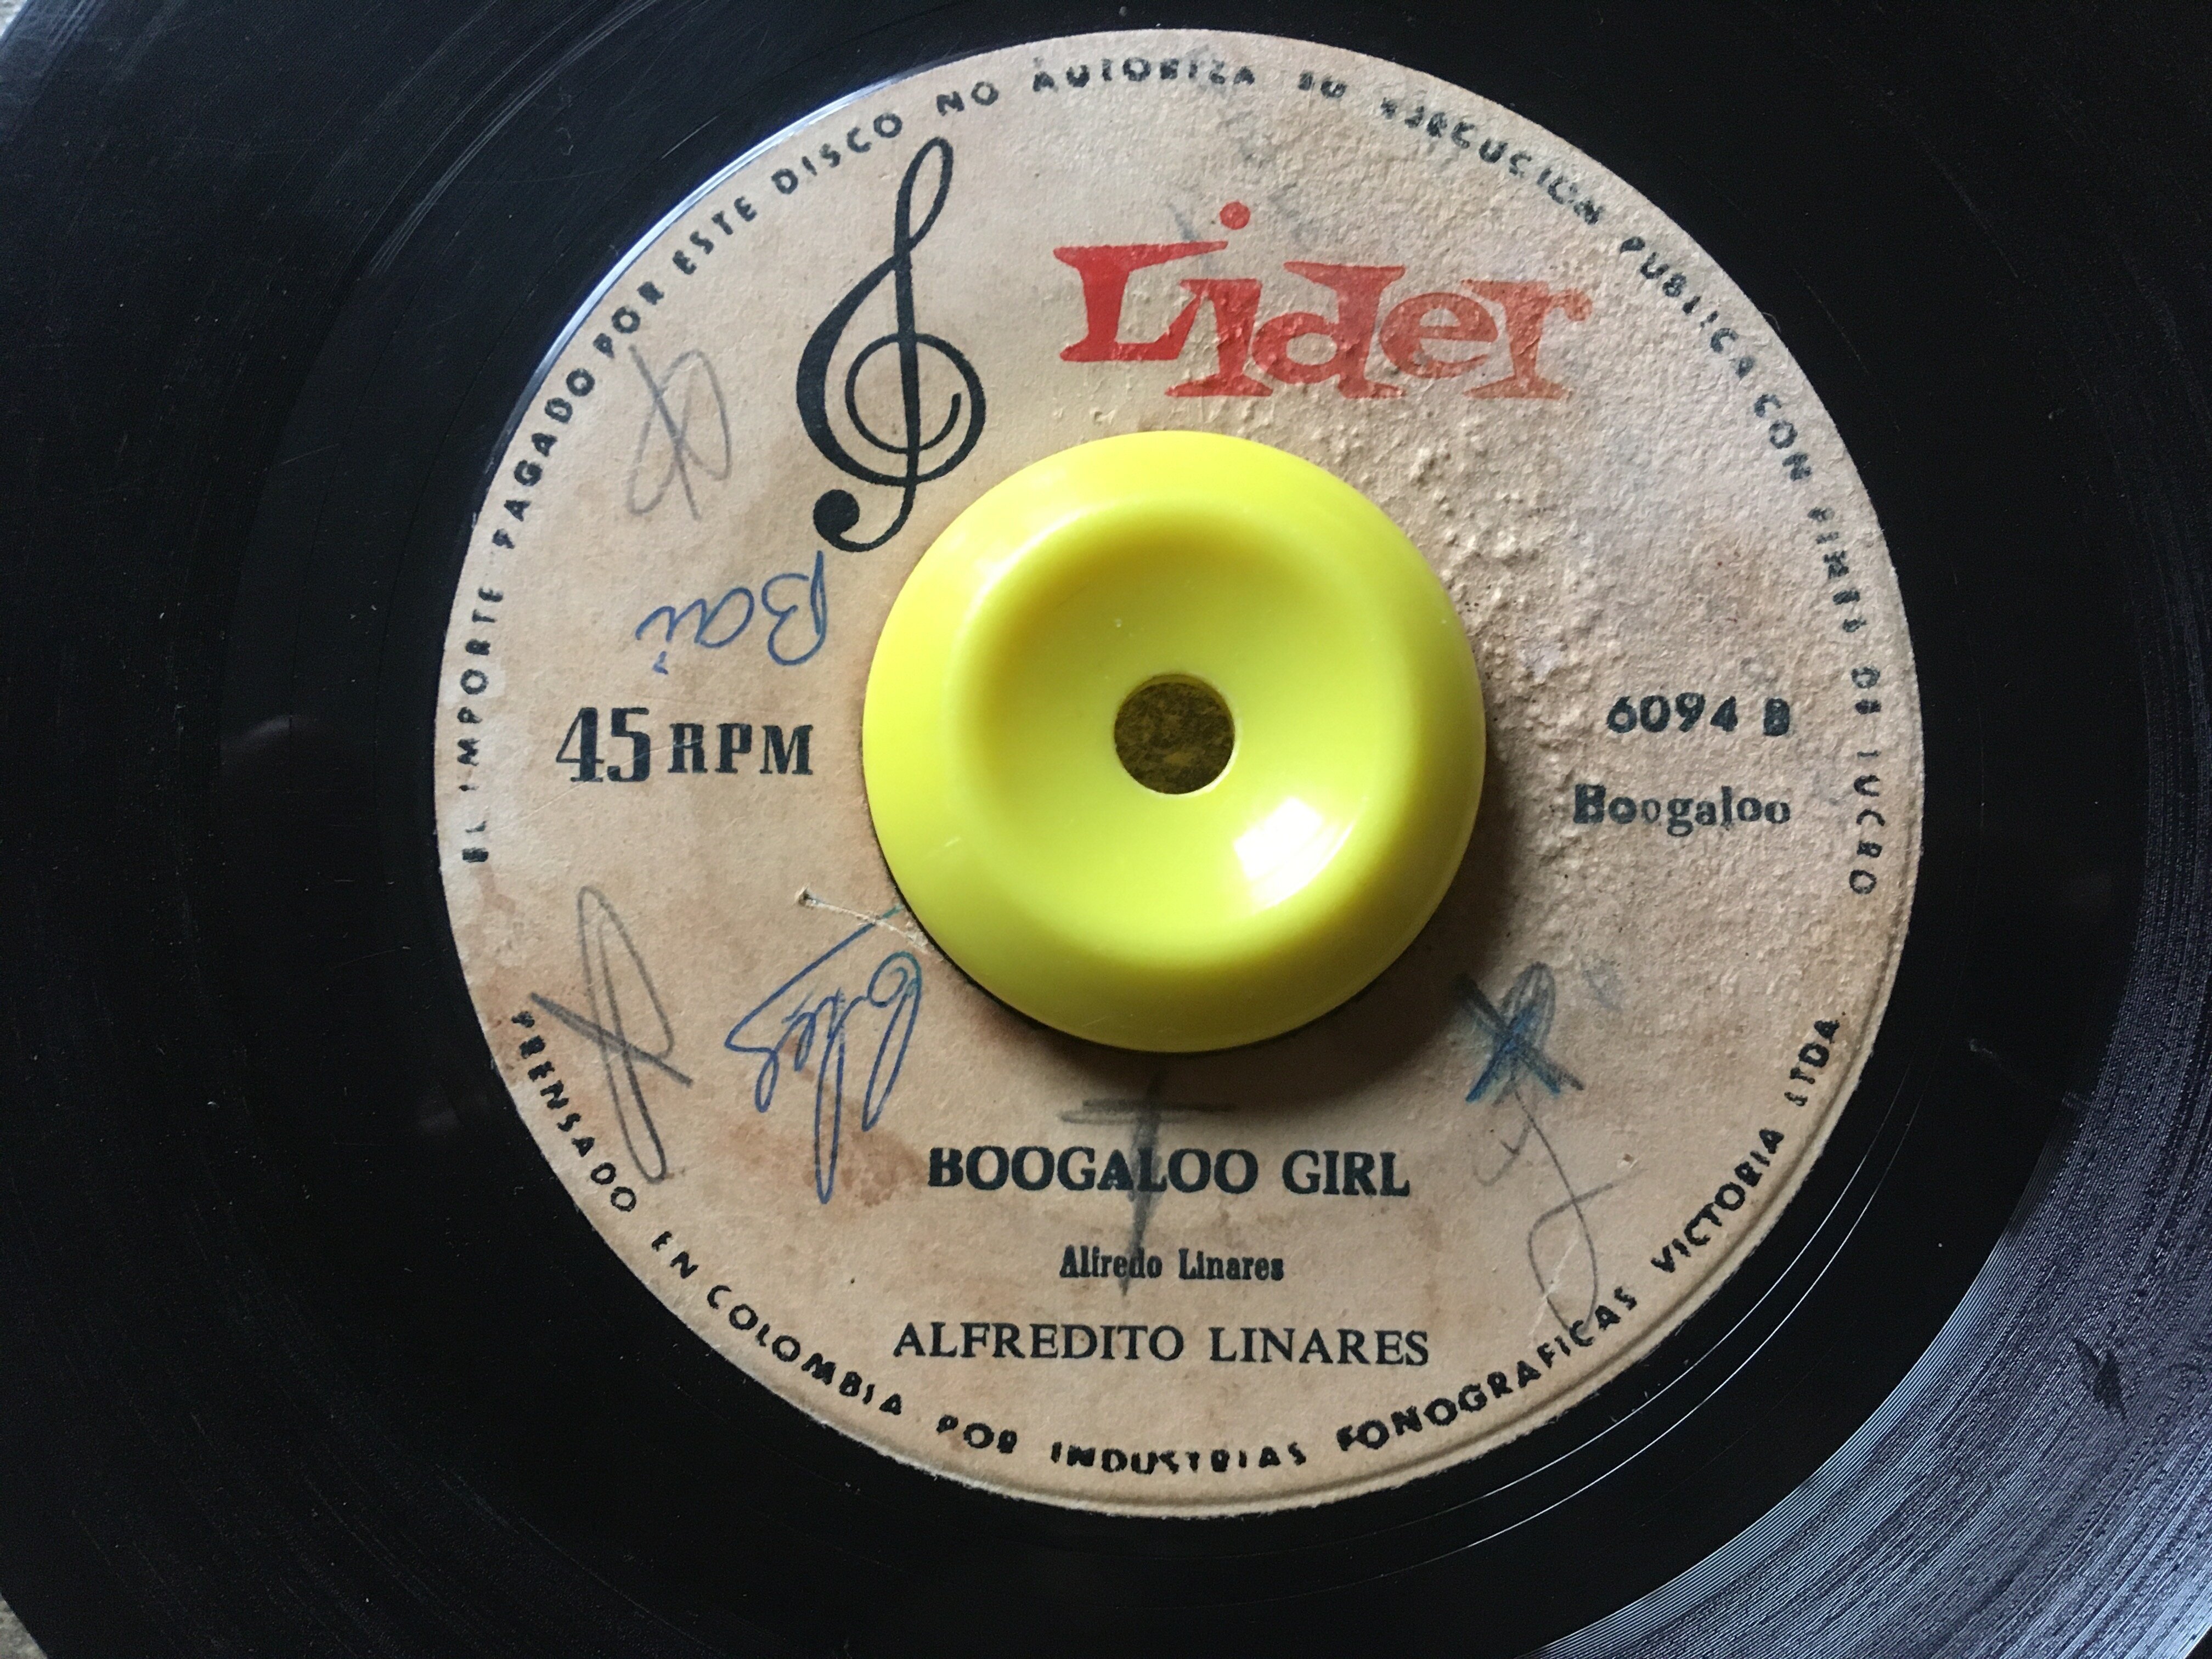 EL IMPORTE PAGADO POR ESTE DISCO NO AUTORIZA SU EJECUCION PUBLICA CON FINES DE LUCRO
Lider
Bai
45 RPM
6094 B
Boogaloo
BOOGALOO GIRL
Alfredo Linares
ALFREDITO LINARES
PRENSADO EN COLOMBIA POR INDUSTRIAS FONOGRAFICAS VICTORIA LTDA